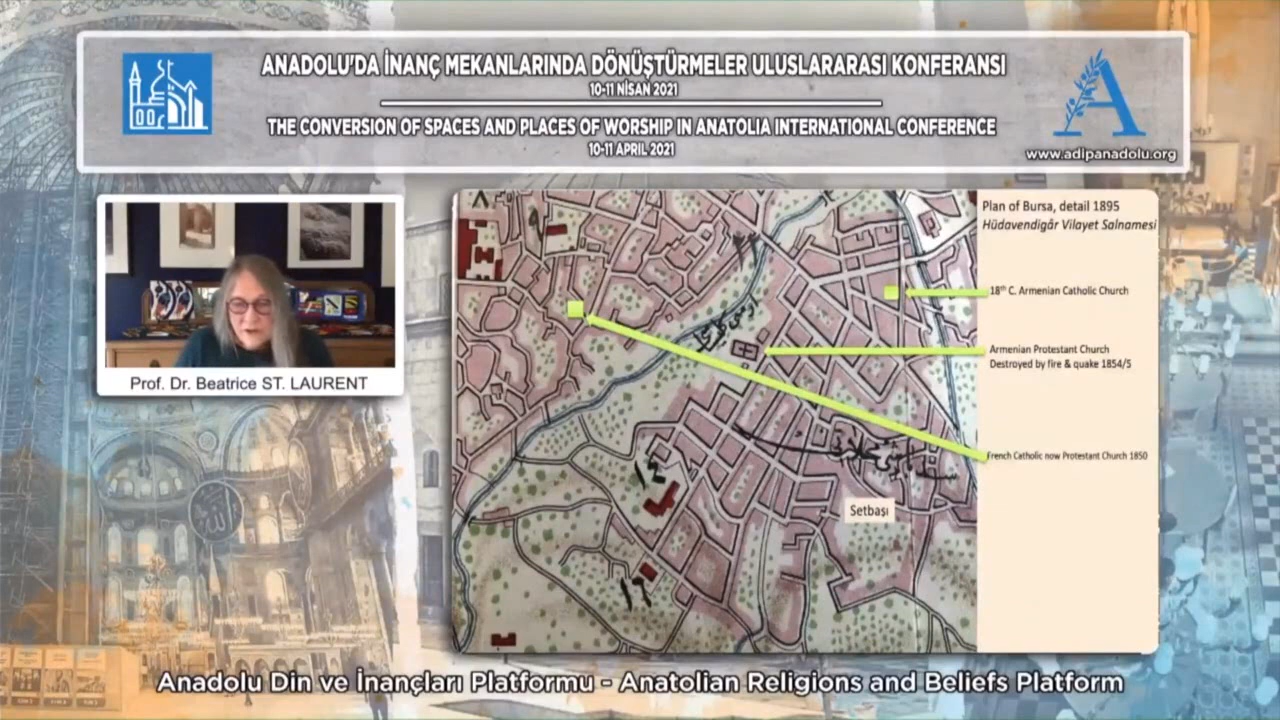 ANADOLU'DA İNANÇ MEKANLARINDA DÖNÜŞTÜRMELER ULUSLARARASI KONFERANSI
10-11 NİSAN 2021
THE CONVERSION OF SPACES AND PLACES OF WORSHIP IN ANATOLIA INTERNATIONAL CONFERENCE
10-11 APRIL 2021
www.adipanadolu.org
Prof. Dr. Beatrice ST. LAURENT
Plan of Bursa, detail 1895
Hüdavendigâr Vilayet Salnamesi
18th C. Armenian Catholic Church
Armenian Protestant Church
Destroyed by fire & quake 1854/5
French Catholic now Protestant Church 1850
Setbaşı
١٤
١٦
Anadolu Din ve İnançları Platformu - Anatolian Religions and Beliefs Platform